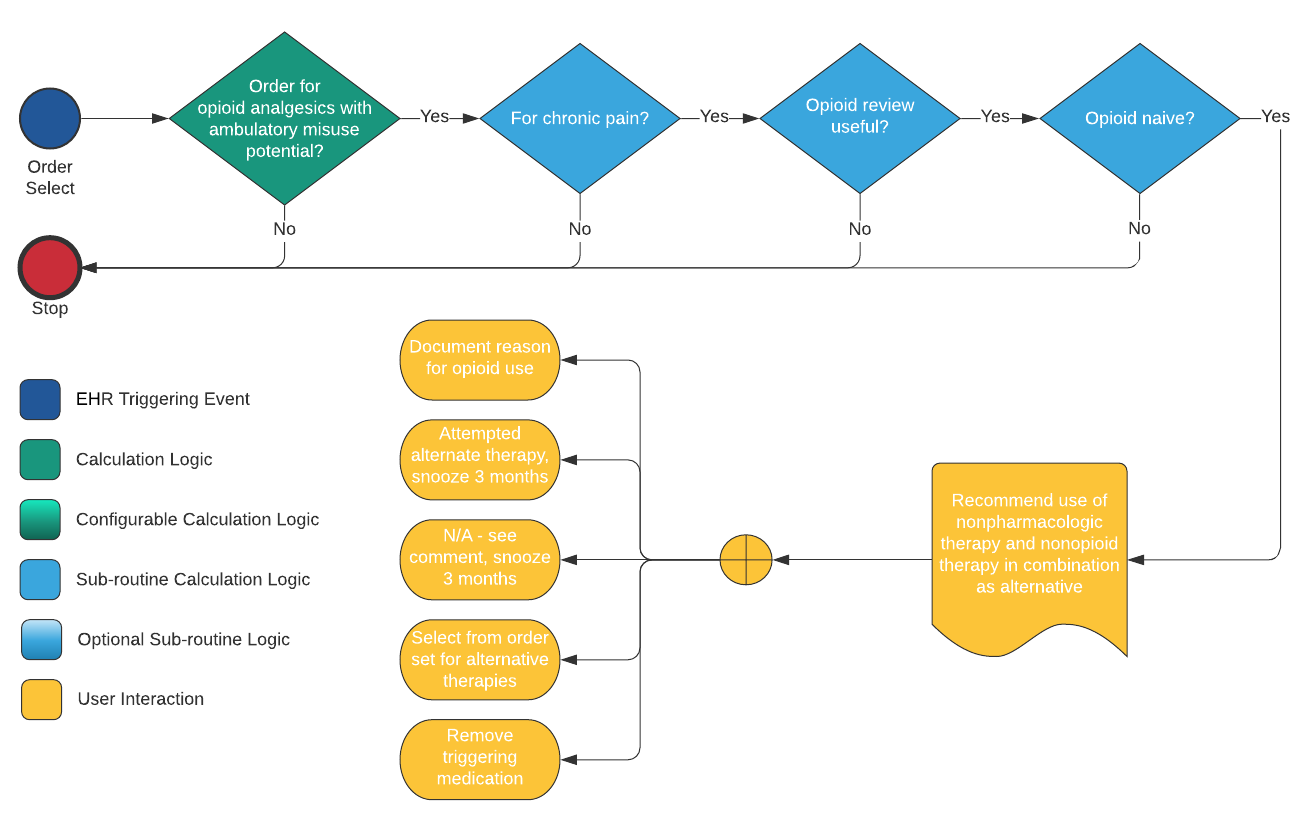 Order for
opioid analgesics with
ambulatory misuse
potential?
Yes
For chronic pain?
Yes
Opioid review
useful?
Yes
Opioid naive?
Yes
Order
Select
No
No
No
No
Stop
Document reason
for opioid use
Attempted
alternate therapy,
snooze 3 months
N/A - see
comment, snooze
3 months
Select from order
set for alternative
therapies
Remove
triggering
medication
Recommend use of
nonpharmacologic
therapy and nonopioid
therapy in combination
as alternative
EHR Triggering Event
Calculation Logic
Configurable Calculation Logic
Sub-routine Calculation Logic
Optional Sub-routine Logic
User Interaction